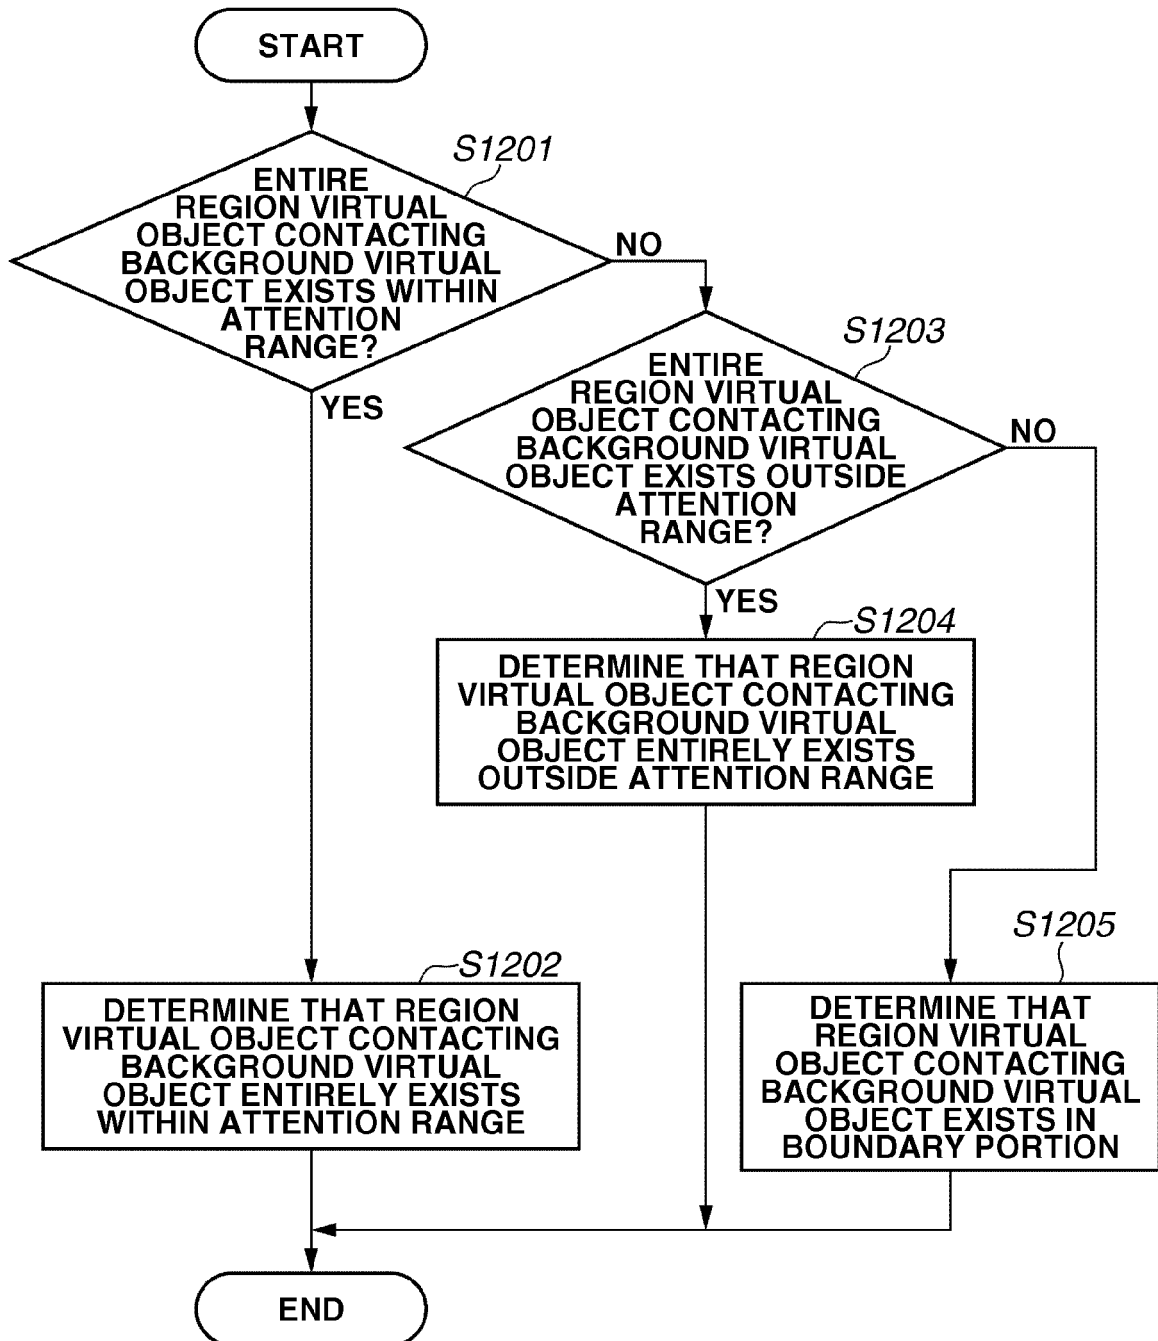 START
S1201
ENTIRE
REGION VIRTUAL
OBJECT CONTACTING
BACKGROUND VIRTUAL
OBJECT EXISTS WITHIN
ATTENTION
RANGE?
NO
YES
S1203
ENTIRE
REGION VIRTUAL
OBJECT CONTACTING
BACKGROUND VIRTUAL
OBJECT EXISTS OUTSIDE
ATTENTION
RANGE?
NO
YES
S1204
DETERMINE THAT REGION
VIRTUAL OBJECT CONTACTING
BACKGROUND VIRTUAL
OBJECT ENTIRELY EXISTS
OUTSIDE ATTENTION RANGE
S1202
DETERMINE THAT REGION
VIRTUAL OBJECT CONTACTING
BACKGROUND VIRTUAL
OBJECT ENTIRELY EXISTS
WITHIN ATTENTION RANGE
S1205
DETERMINE THAT
REGION VIRTUAL
OBJECT CONTACTING
BACKGROUND VIRTUAL
OBJECT EXISTS IN
BOUNDARY PORTION
END